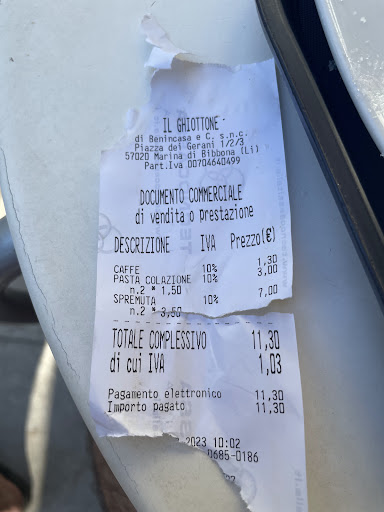 IL GHIOTTONE
di Benincasa e C. s.n.c.
Piazza dei Gerani 1/2/3
57020 Marina di Bibbona (Li)
Part.Iva 00704640499
DOCUMENTO COMMERCIALE
di vendita o prestazione
DESCRIZIONE IVA Prezzo(€)
CAFFE 10% 1,30
PASTA COLAZIONE 10% 3,00
n.2 * 1,50
SPREMUTA 10% 7,00
n.2 * 3,50
TOTALE COMPLESSIVO 11,30
di cui IVA 1,03
Pagamento elettronico 11,30
Importo pagato 11,30
2023 10:02
0685-0186